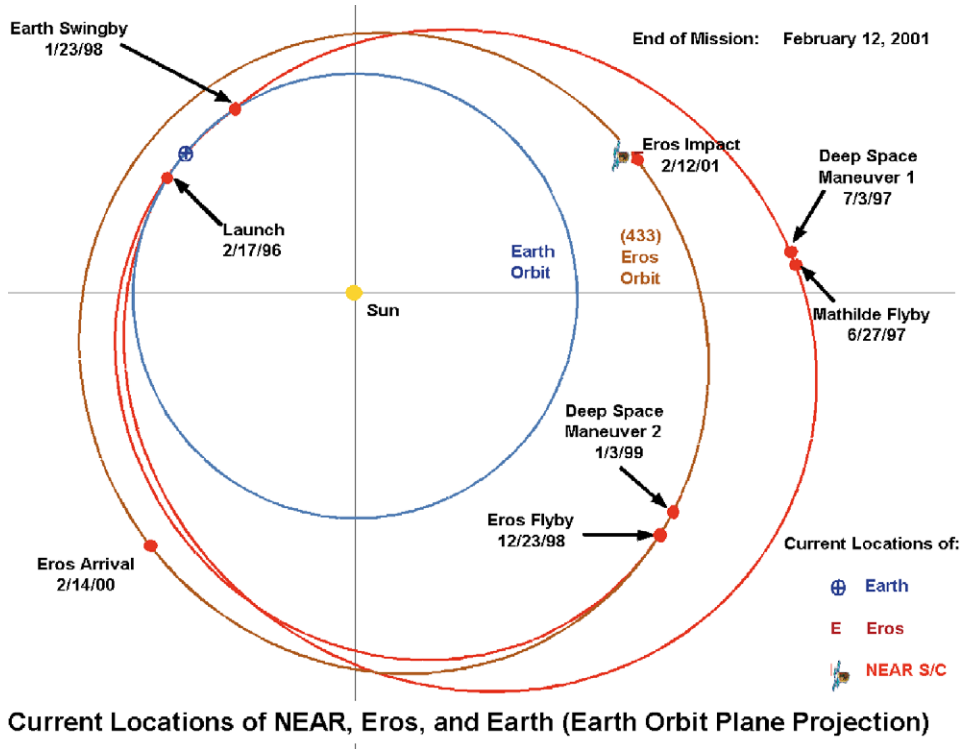 Earth Swingby
1/23/98
End of Mission: February 12, 2001
Eros Impact
2/12/01
Deep Space
Maneuver 1
7/3/97
Launch
2/17/96
Earth
Orbit
(433)
Eros
Orbit
Sun
Mathilde Flyby
6/27/97
Deep Space
Maneuver 2
1/3/99
Eros Flyby
12/23/98
Eros Arrival
2/14/00
Current Locations of:
Earth
E Eros
NEAR S/C
Current Locations of NEAR, Eros, and Earth (Earth Orbit Plane Projection)